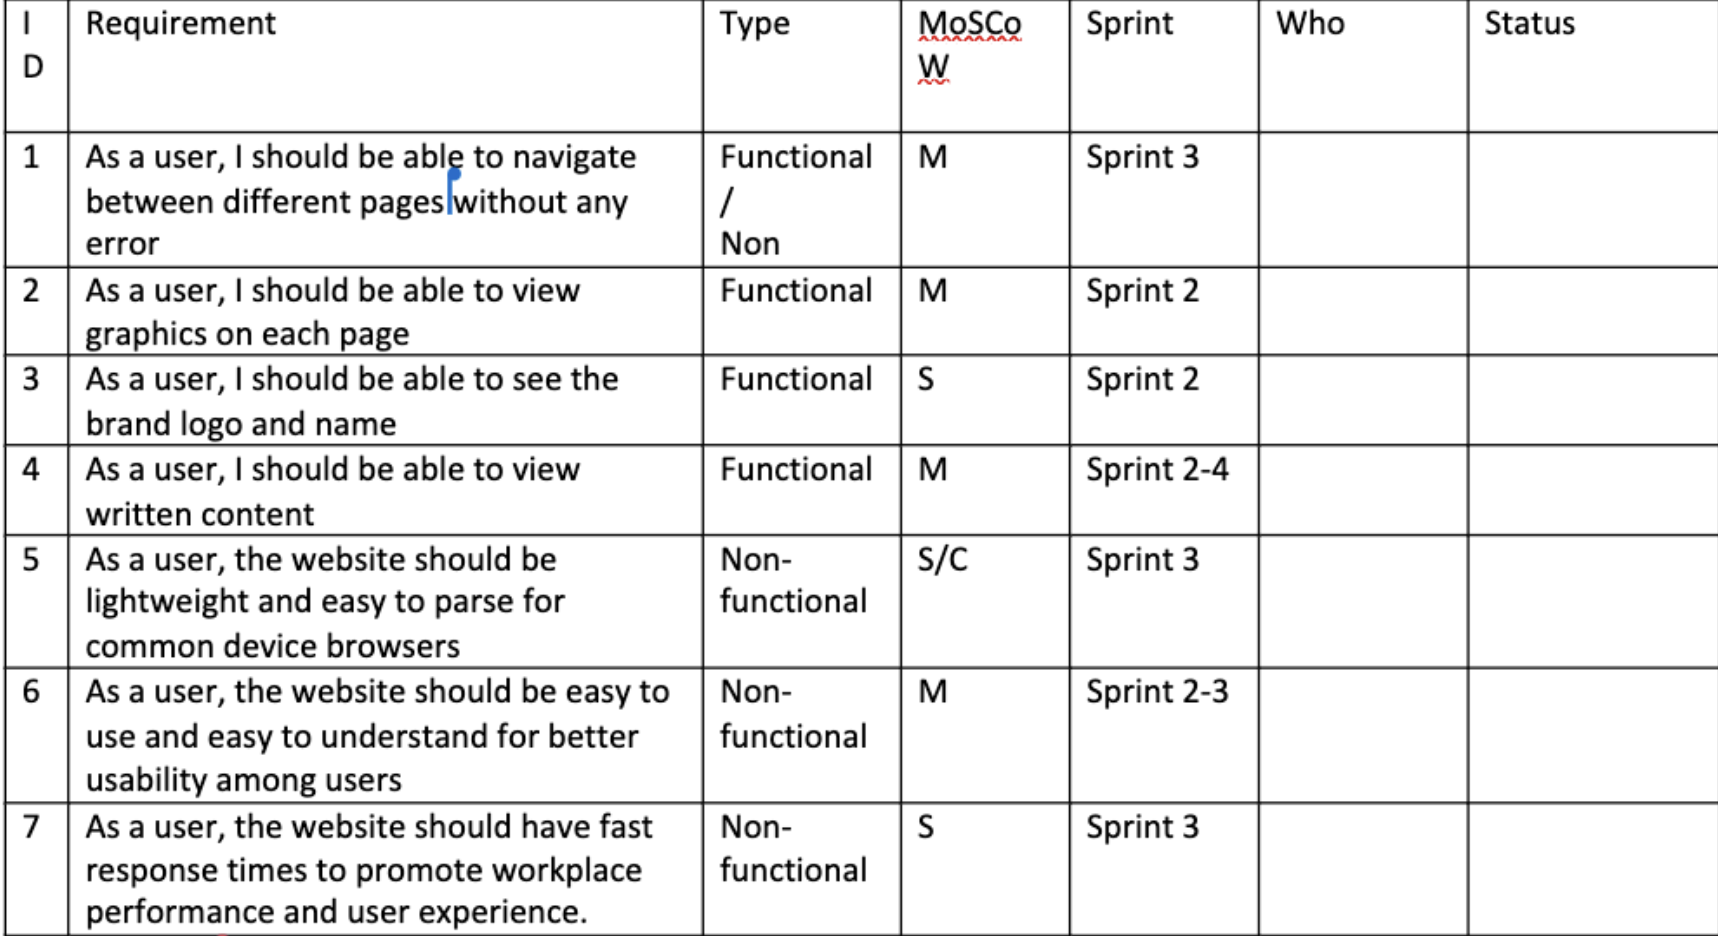 I
D
Requirement
Type
MoSCo
W
Sprint
Who
Status
1
As a user, I should be able to navigate
between different pages without any
error
Functional
/
Non
M
Sprint 3
2
As a user, I should be able to view
graphics on each page
Functional
M
Sprint 2
3
As a user, I should be able to see the
brand logo and name
Functional
S
Sprint 2
4
As a user, I should be able to view
written content
Functional
M
Sprint 2-4
5
As a user, the website should be
lightweight and easy to parse for
common device browsers
Non-
functional
S/C
Sprint 3
6
As a user, the website should be easy to
use and easy to understand for better
usability among users
Non-
functional
M
Sprint 2-3
7
As a user, the website should have fast
response times to promote workplace
performance and user experience.
Non-
functional
S
Sprint 3